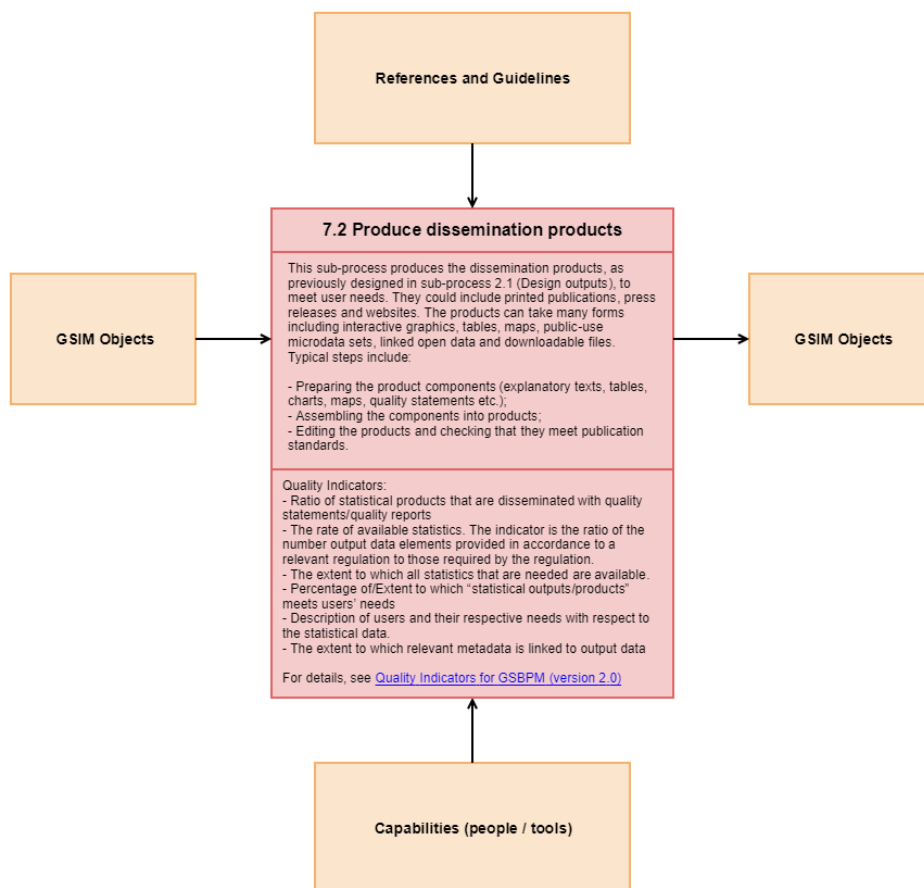 References and Guidelines
7.2 Produce dissemination products
This sub-process produces the dissemination products, as
previously designed in sub-process 2.1 (Design outputs), to
meet user needs. They could include printed publications, press
releases and websites. The products can take many forms
including interactive graphics, tables, maps, public-use
microdata sets, linked open data and downloadable files.
Typical steps include:
- Preparing the product components (explanatory texts, tables,
charts, maps, quality statements etc.);
- Assembling the components into products;
- Editing the products and checking that they meet publication
standards.
GSIM Objects
GSIM Objects
Quality Indicators:
- Ratio of statistical products that are disseminated with quality
statements/quality reports
- The rate of available statistics. The indicator is the ratio of the
number output data elements provided in accordance to a
relevant regulation to those required by the regulation.
- The extent to which all statistics that are needed are available.
- Percentage of/Extent to which “statistical outputs/products”
meets users’ needs
- Description of users and their respective needs with respect to
the statistical data.
- The extent to which relevant metadata is linked to output data
For details, see Quality Indicators for GSBPM (version 2.0)
Capabilities (people / tools)